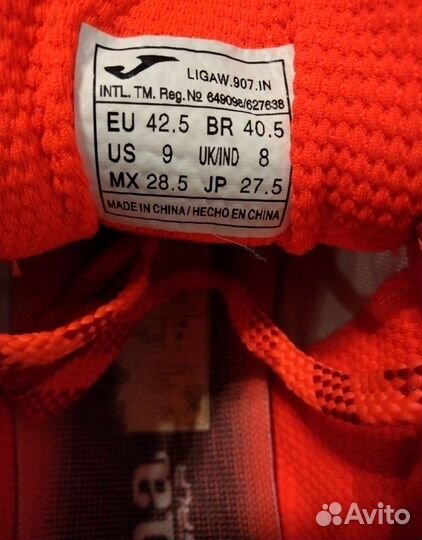 LIGAW.907.IN
INTL. TM. Reg.№ 649098/627638
EU 42.5 BR 40.5
US 9 UK/IND 8
MX 28.5 JP 27.5
MADE IN CHINA / HECHO EN CHINA
Avito